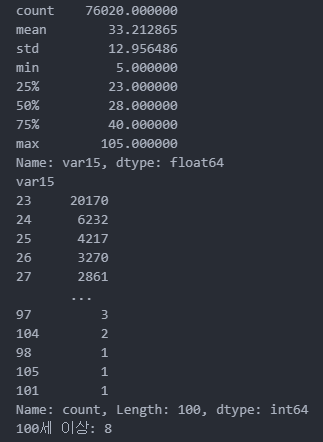 count    76020.000000
mean        33.212865
std         12.956486
min          5.000000
25%         23.000000
50%         28.000000
75%         40.000000
max        105.000000
Name: var15, dtype: float64
var15
23     20170
24      6232
25      4217
26      3270
27      2861
       ...
97         3
104        2
98         1
105        1
101        1
Name: count, Length: 100, dtype: int64
100세 이상: 8